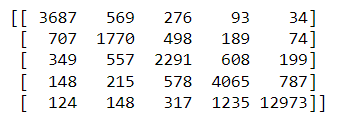 [[ 3687 569 276 93 34]
[ 707 1770 498 189 74]
[ 349 557 2291 608 199]
[ 148 215 578 4065 787]
[ 124 148 317 1235 12973]]